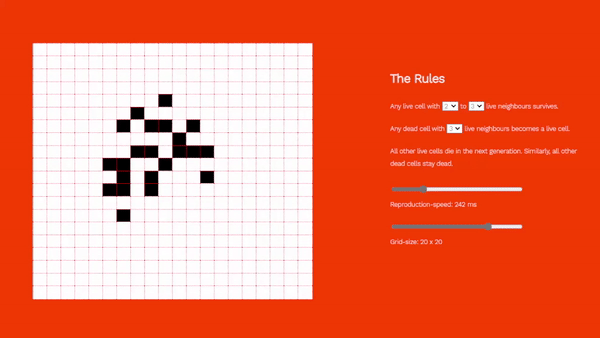 The Rules
Any live cell with 2 to 3 live neighbours survives.
Any dead cell with 3 live neighbours becomes a live cell.
All other live cells die in the next generation. Similarly, all other
dead cells stay dead.
Reproduction-speed: 242 ms
Grid-size: 20 x 20